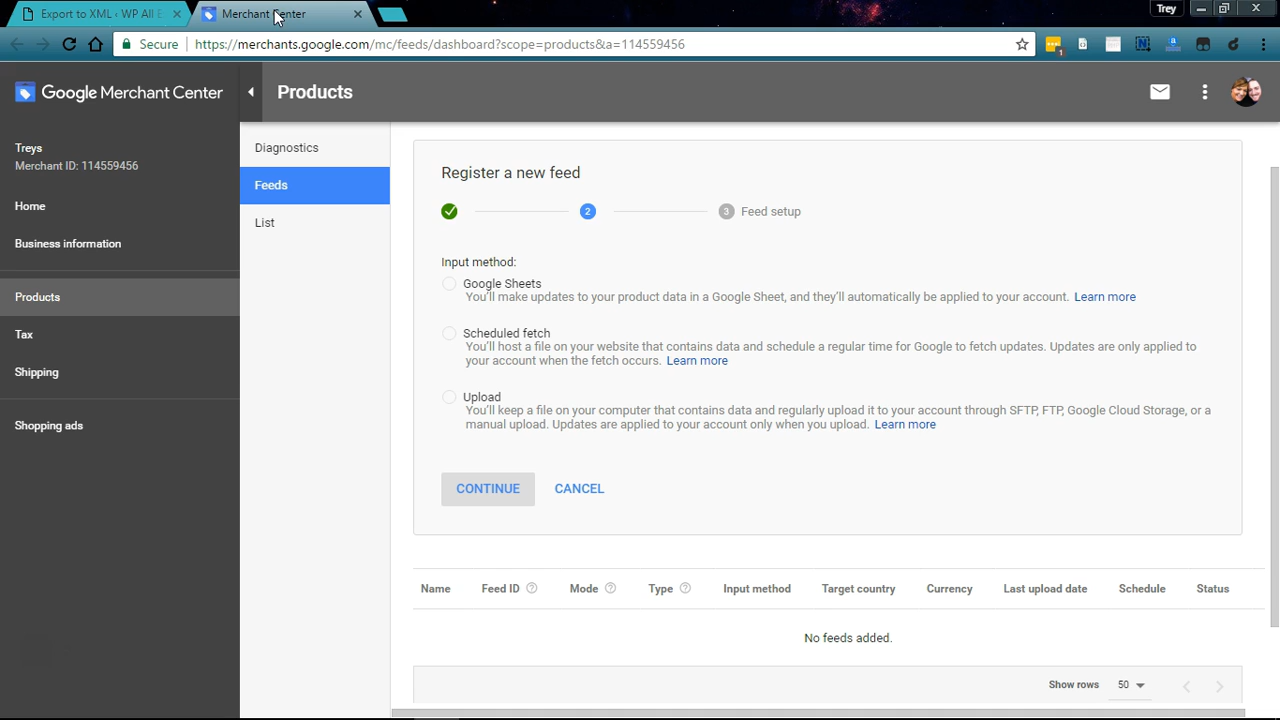 Export to XML ‹ WP All E
Merchant Center
Trey
Secure
https://merchants.google.com/mc/feeds/dashboard?scope=products&a=114559456
1
Google Merchant Center
Products
Treys
Merchant ID: 114559456
Home
Business information
Products
Tax
Shipping
Shopping ads
Diagnostics
Feeds
List
Register a new feed
2
3 Feed setup
Input method:
Google Sheets
You'll make updates to your product data in a Google Sheet, and they'll automatically be applied to your account. Learn more
Scheduled fetch
You'll host a file on your website that contains data and schedule a regular time for Google to fetch updates. Updates are only applied to
your account when the fetch occurs. Learn more
Upload
You'll keep a file on your computer that contains data and regularly upload it to your account through SFTP, FTP, Google Cloud Storage, or a
manual upload. Updates are applied to your account only when you upload. Learn more
CONTINUE CANCEL
Name Feed ID ? Mode ? Type ? Input method Target country Currency Last upload date Schedule Status
No feeds added.
Show rows 50